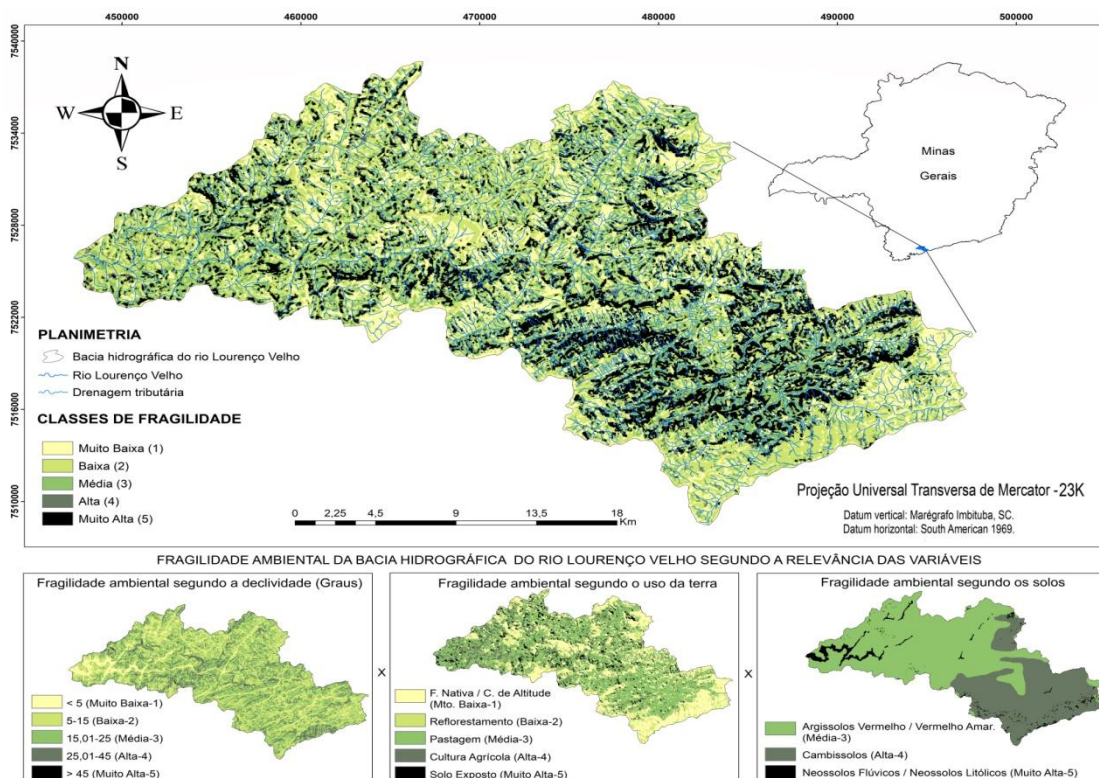 450000 460000 470000 480000 490000 500000
7540000
7534000
7528000
7522000
7516000
7510000
N
W E
S
Minas
Gerais
PLANIMETRIA
Bacia hidrográfica do rio Lourenço Velho
Rio Lourenço Velho
Drenagem tributária
CLASSES DE FRAGILIDADE
Muito Baixa (1)
Baixa (2)
Média (3)
Alta (4)
Muito Alta (5)
0 2,25 4,5 9 13,5 18
Km
Projeção Universal Transversa de Mercator -23K
Datum vertical: Marégrafo Imbituba, SC.
Datum horizontal: South American 1969.
FRAGILIDADE AMBIENTAL DA BACIA HIDROGRÁFICA DO RIO LOURENÇO VELHO SEGUNDO A RELEVÂNCIA DAS VARIÁVEIS
Fragilidade ambiental segundo a declividade (Graus)
< 5 (Muito Baixa-1)
5-15 (Baixa-2)
15,01-25 (Média-3)
25,01-45 (Alta-4)
> 45 (Muito Alta-5)
X
Fragilidade ambiental segundo o uso da terra
F. Nativa / C. de Altitude
(Mto. Baixa-1)
Reflorestamento (Baixa-2)
Pastagem (Média-3)
Cultura Agrícola (Alta-4)
Solo Exposto (Muito Alta-5)
X
Fragilidade ambiental segundo os solos
Argissolos Vermelho / Vermelho Amar.
(Média-3)
Cambissolos (Alta-4)
Neossolos Flúvicos / Neossolos Litólicos (Muito Alta-5)